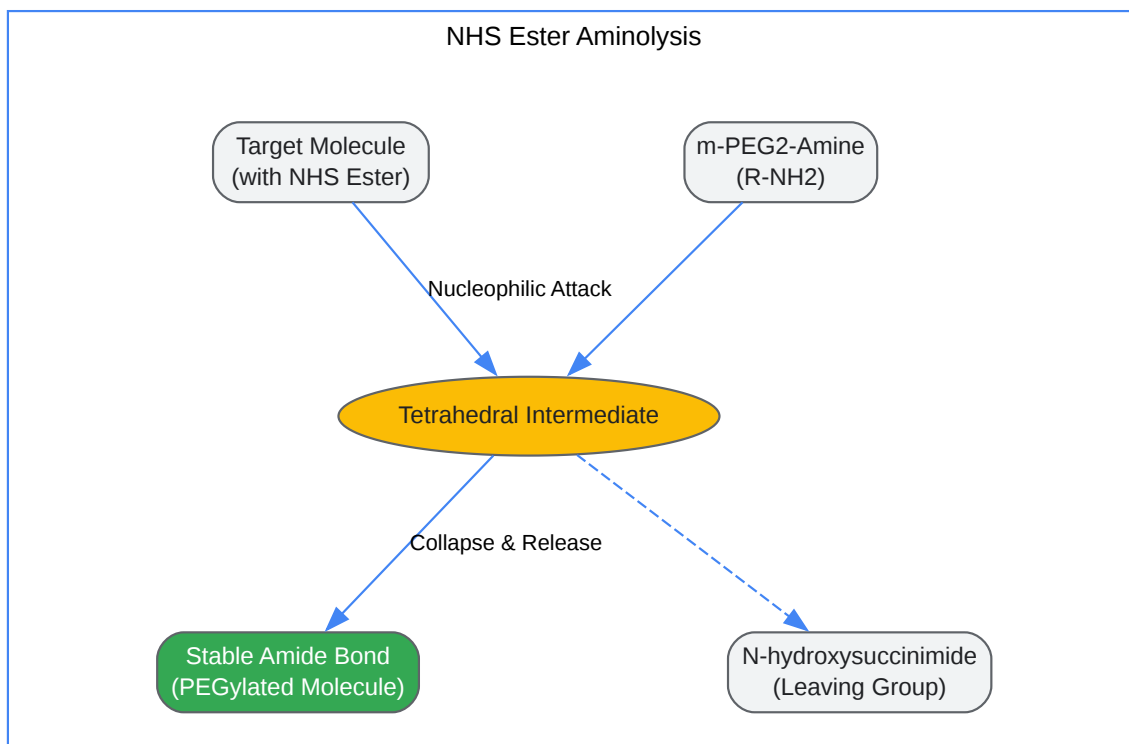 NHS Ester Aminolysis
Target Molecule
(with NHS Ester)
m-PEG2-Amine
(R-NH2)
Nucleophilic Attack
Tetrahedral Intermediate
Collapse & Release
Stable Amide Bond
(PEGylated Molecule)
N-hydroxysuccinimide
(Leaving Group)